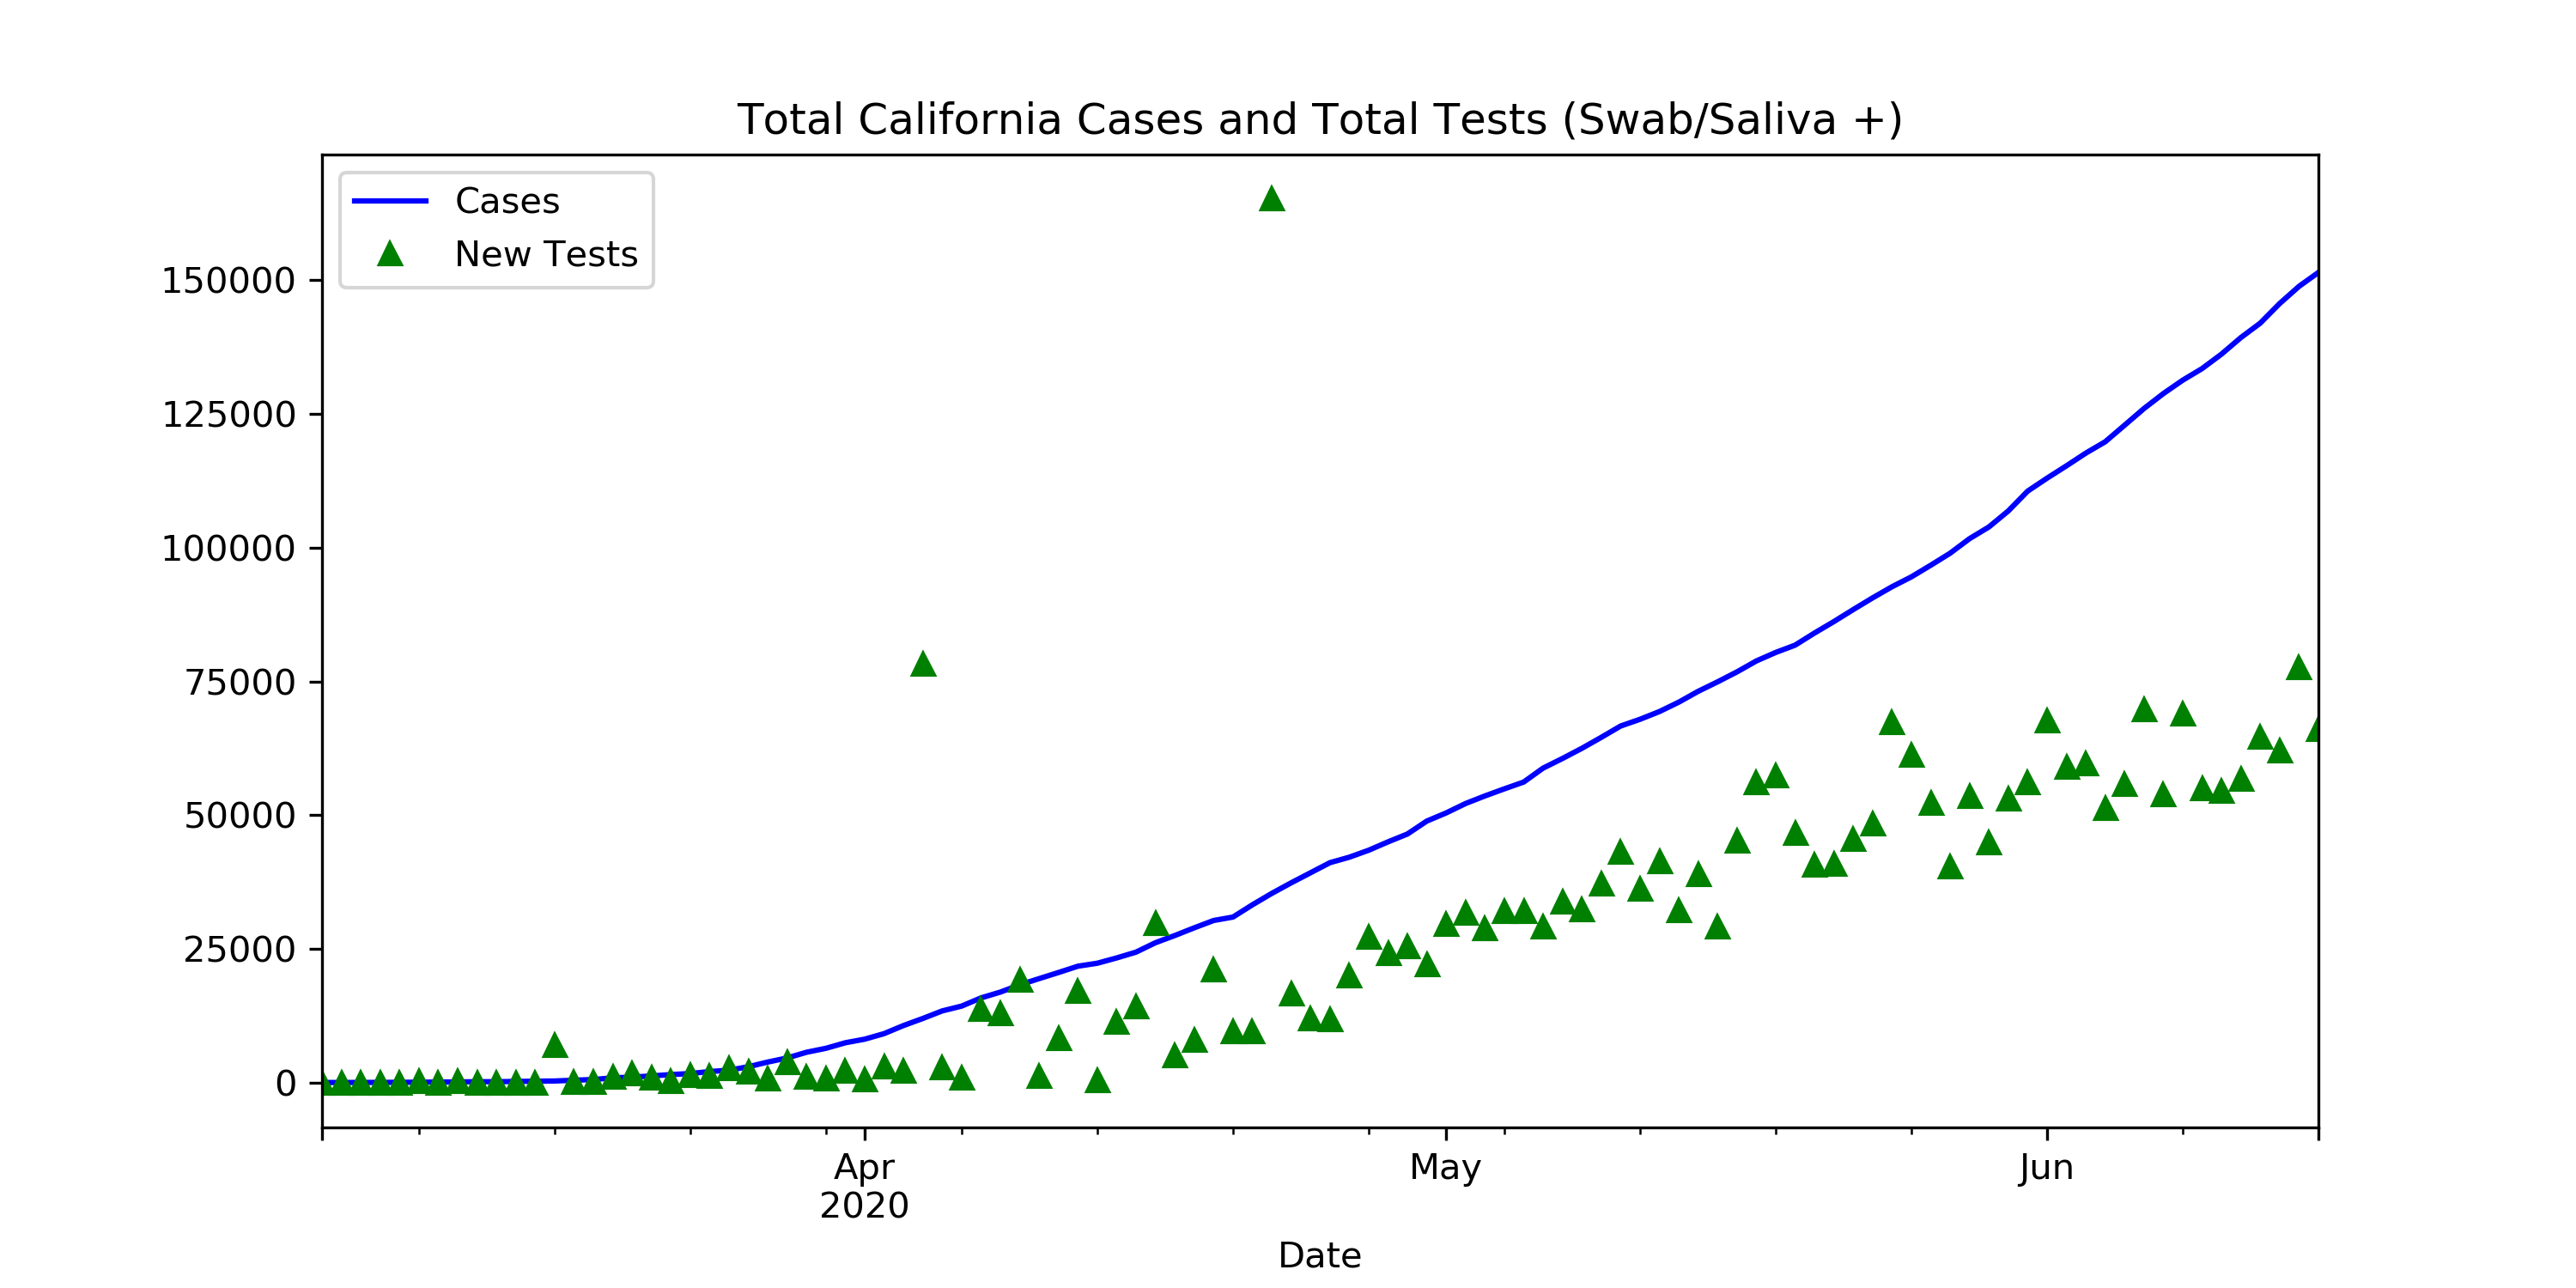 Total California Cases and Total Tests (Swab/Saliva +)
Cases
New Tests
150000
125000
100000
75000
50000
25000
0
Apr
2020
May
Jun
Date